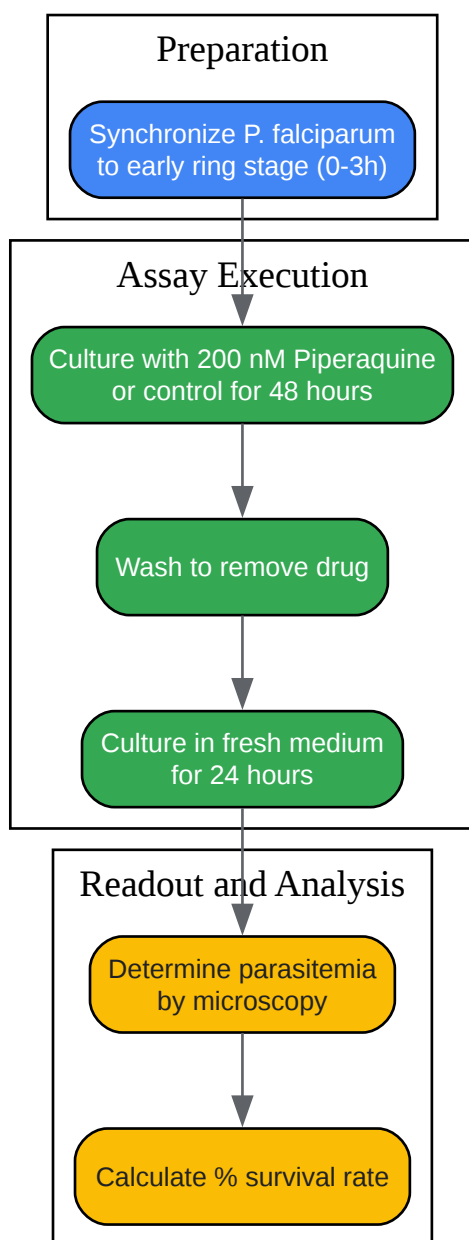 Preparation
Synchronize P. falciparum
to early ring stage (0-3h)
Assay Execution
Culture with 200 nM Piperaquine
or control for 48 hours
Wash to remove drug
Culture in fresh medium
for 24 hours
Readout and Analysis
Determine parasitemia
by microscopy
Calculate % survival rate